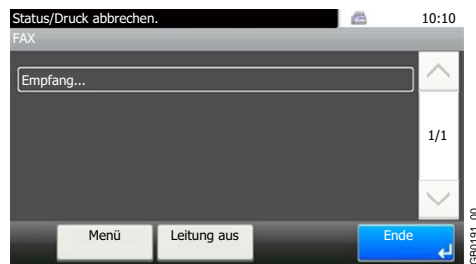 Status/Druck abbrechen. 10:10
FAX
Empfang...
1/1
Menü Leitung aus Ende
GB0191_00